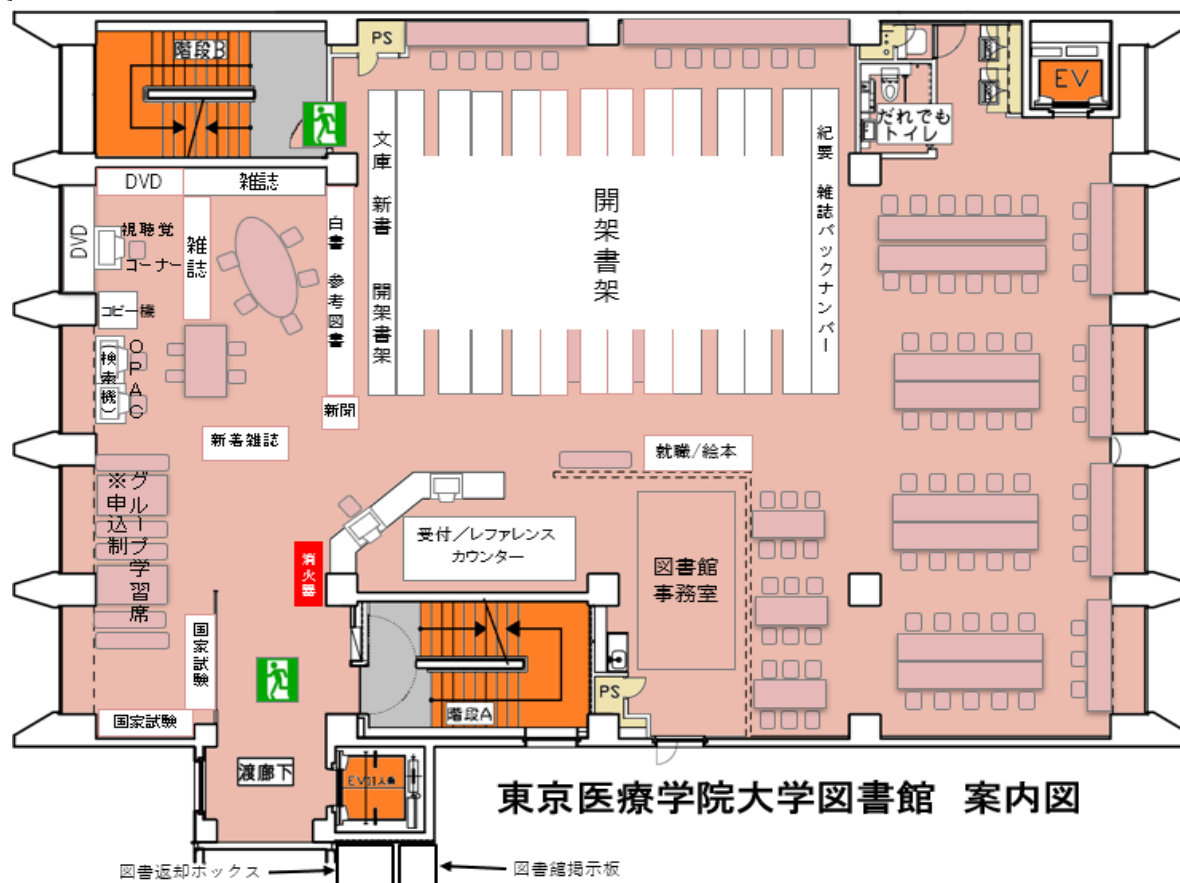 階段B
PS
EV
だれでも
トイレ
DVD
雑誌
DVD
視聴覚
コーナー
雑誌
白書 参考図書
文庫 新書 開架書架
開架書架
紀要 雑誌バックナンバー
コピー機
OPAC
(検索機)
新聞
新着雑誌
就職/絵本
グループ学習席
※申込制
受付/レファレンス
カウンター
消火器
図書館
事務室
国家試験
国家試験
階段A
PS
渡廊下
EV11人乗
東京医療学院大学図書館 案内図
図書返却ボックス
図書館掲示板